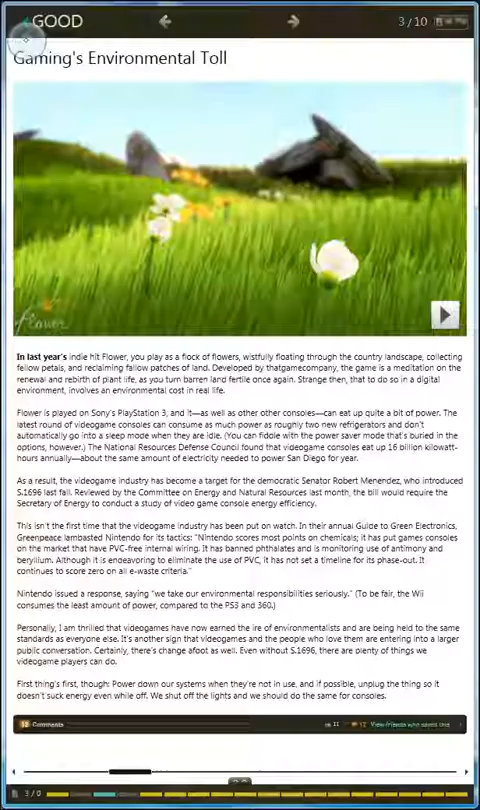 GOOD
3/10
Gaming's Environmental Toll
flower
In last year's indie hit Flower, you play as a flock of flowers, wistfully floating through the country landscape, collecting
fellow petals, and reclaiming fallow patches of land. Developed by thatgamecompany, the game is a meditation on the
renewal and rebirth of plant life, as you turn barren land fertile once again. Strange then, that to do so in a digital
environment, involves an environmental cost in real life.
Flower is played on Sony's PlayStation 3, and it—as well as other other consoles—can eat up quite a bit of power. The
latest round of videogame consoles can consume as much power as roughly two new refrigerators and don't
automatically go into a sleep mode when they are idle. (You can fiddle with the power saver mode that's buried in the
options, however.) The National Resources Defense Council found that videogame consoles eat up 16 billion kilowatt-
hours annually—about the same amount of electricity needed to power San Diego for year.
As a result, the videogame industry has become a target for the democratic Senator Robert Menendez, who introduced
S.1696 last fall. Reviewed by the Committee on Energy and Natural Resources last month, the bill would require the
Secretary of Energy to conduct a study of video game console energy efficiency.
This isn't the first time that the videogame industry has been put on watch. In their annual Guide to Green Electronics,
Greenpeace lambasted Nintendo for its tactics: "Nintendo scores most points on chemicals; it has put games consoles
on the market that have PVC-free internal wiring. It has banned phthalates and is monitoring use of antimony and
beryllium. Although it is endeavoring to eliminate the use of PVC, it has not set a timeline for its phase-out. It
continues to score zero on all e-waste criteria."
Nintendo issued a response, saying "we take our environmental responsibilities seriously." (To be fair, the Wii
consumes the least amount of power, compared to the PS3 and 360.)
Personally, I am thrilled that videogames have now earned the ire of environmentalists and are being held to the same
standards as everyone else. It's another sign that videogames and the people who love them are entering into a larger
public conversation. Certainly, there's change afoot as well. Even without S.1696, there are plenty of things we
videogame players can do.
First thing's first, though: Power down our systems when they're not in use, and if possible, unplug the thing so it
doesn't suck energy even while off. We shut off the lights and we should do the same for consoles.
12 Comments
11
12 View friends who saved this
3/0